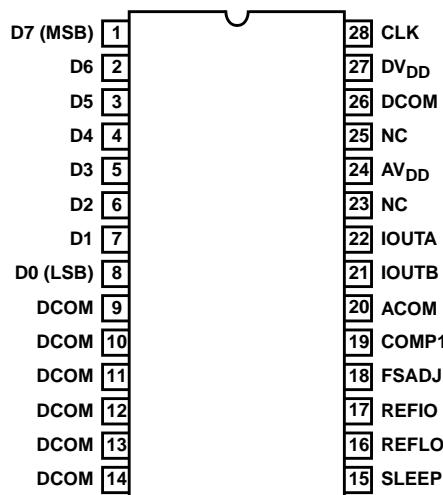 D7 (MSB) 1 28 CLK
D6 2 27 DVDD
D5 3 26 DCOM
D4 4 25 NC
D3 5 24 AVDD
D2 6 23 NC
D1 7 22 IOUTA
D0 (LSB) 8 21 IOUTB
DCOM 9 20 ACOM
DCOM 10 19 COMP1
DCOM 11 18 FSADJ
DCOM 12 17 REFIO
DCOM 13 16 REFLO
DCOM 14 15 SLEEP